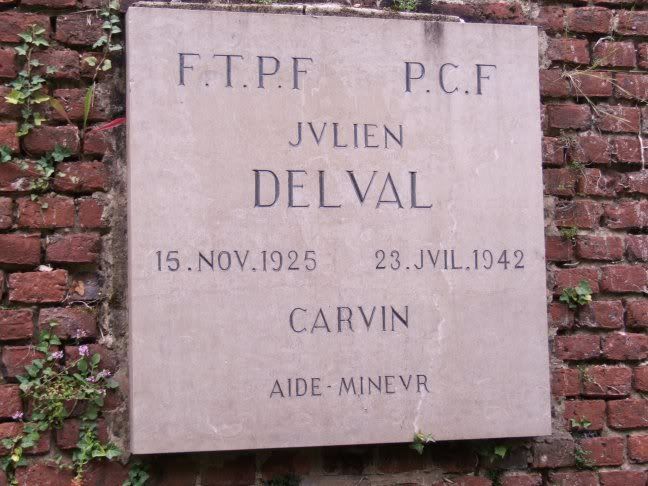 F.T.P.F P.C.F
JVLIEN
DELVAL
15.NOV.1925 23.JVIL.1942
CARVIN
AIDE-MINEVR